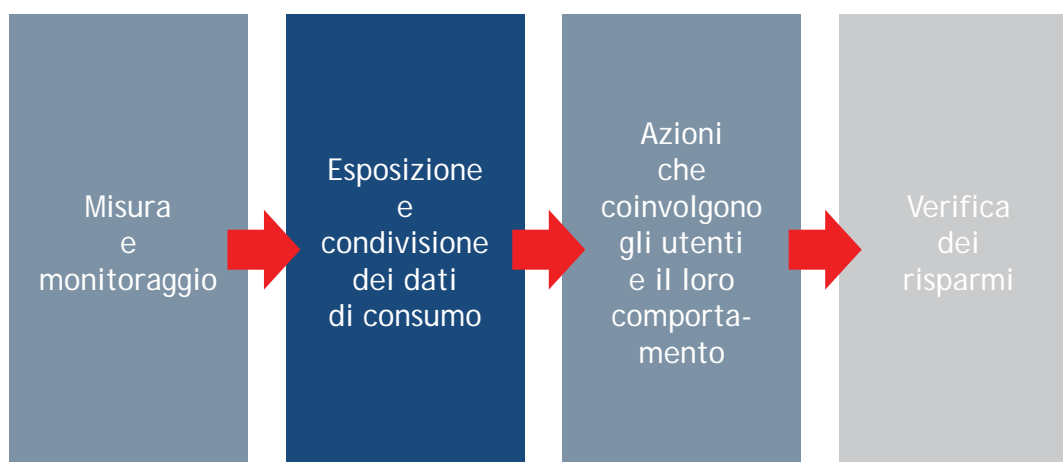 Misura
e
monitoraggio
Esposizione
e
condivisione
dei dati
di consumo
Azioni
che
coinvolgono
gli utenti
e il loro
comporta-
mento
Verifica
dei
risparmi